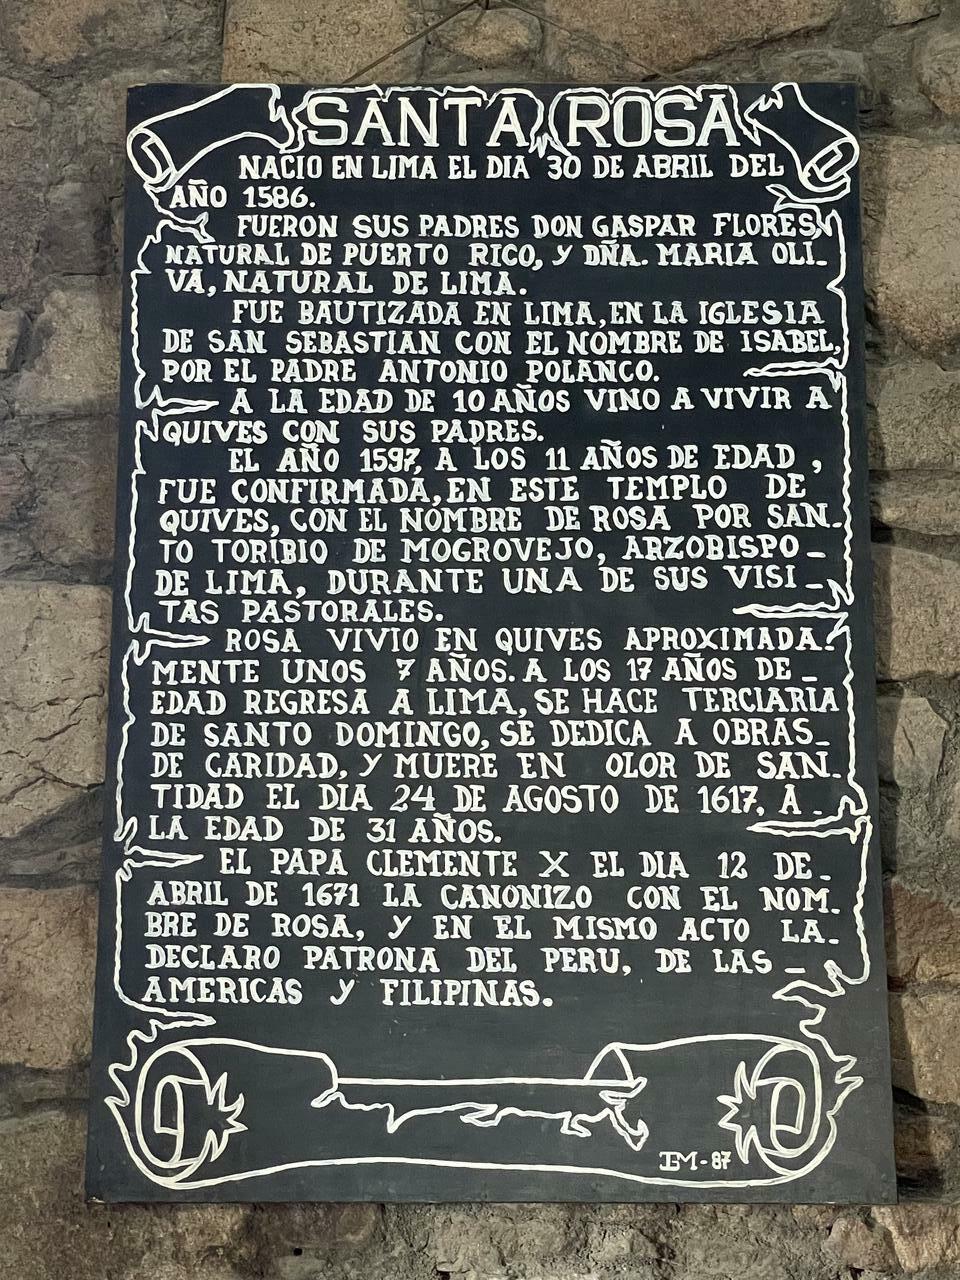 SANTA ROSA
NACIO EN LIMA EL DIA 30 DE ABRIL DEL
AÑO 1586.
FUERON SUS PADRES DON GASPAR FLORES,
NATURAL DE PUERTO RICO, Y DÑA. MARIA OLI_
VA, NATURAL DE LIMA.
FUE BAUTIZADA EN LIMA, EN LA IGLESIA
DE SAN SEBASTIAN CON EL NOMBRE DE ISABEL,
POR EL PADRE ANTONIO POLANCO.
A LA EDAD DE 10 AÑOS VINO A VIVIR A
QUIVES CON SUS PADRES.
EL AÑO 1597, A LOS 11 AÑOS DE EDAD ,
FUE CONFIRMADA, EN ESTE TEMPLO DE
QUIVES, CON EL NOMBRE DE ROSA POR SAN_
TO TORIBIO DE MOGROVEJO, ARZOBISPO _
DE LIMA, DURANTE UNA DE SUS VISI _
TAS PASTORALES.
ROSA VIVIO EN QUIVES APROXIMADA_
MENTE UNOS 7 AÑOS. A LOS 17 AÑOS DE _
EDAD REGRESA A LIMA, SE HACE TERCIARIA
DE SANTO DOMINGO, SE DEDICA A OBRAS_
DE CARIDAD, Y MUERE EN OLOR DE SAN_
TIDAD EL DIA 24 DE AGOSTO DE 1617, A _
LA EDAD DE 31 AÑOS.
EL PAPA CLEMENTE X EL DIA 12 DE_
ABRIL DE 1671 LA CANONIZO CON EL NOM_
BRE DE ROSA, Y EN EL MISMO ACTO LA_
DECLARO PATRONA DEL PERU, DE LAS _
AMERICAS Y FILIPINAS.